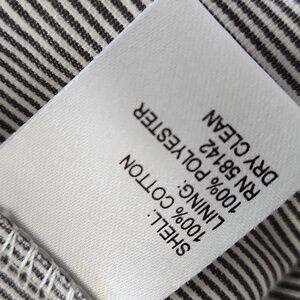 SHELL:
100% COTTON
LINING:
100% POLYESTER
RN 58142
DRY CLEAN